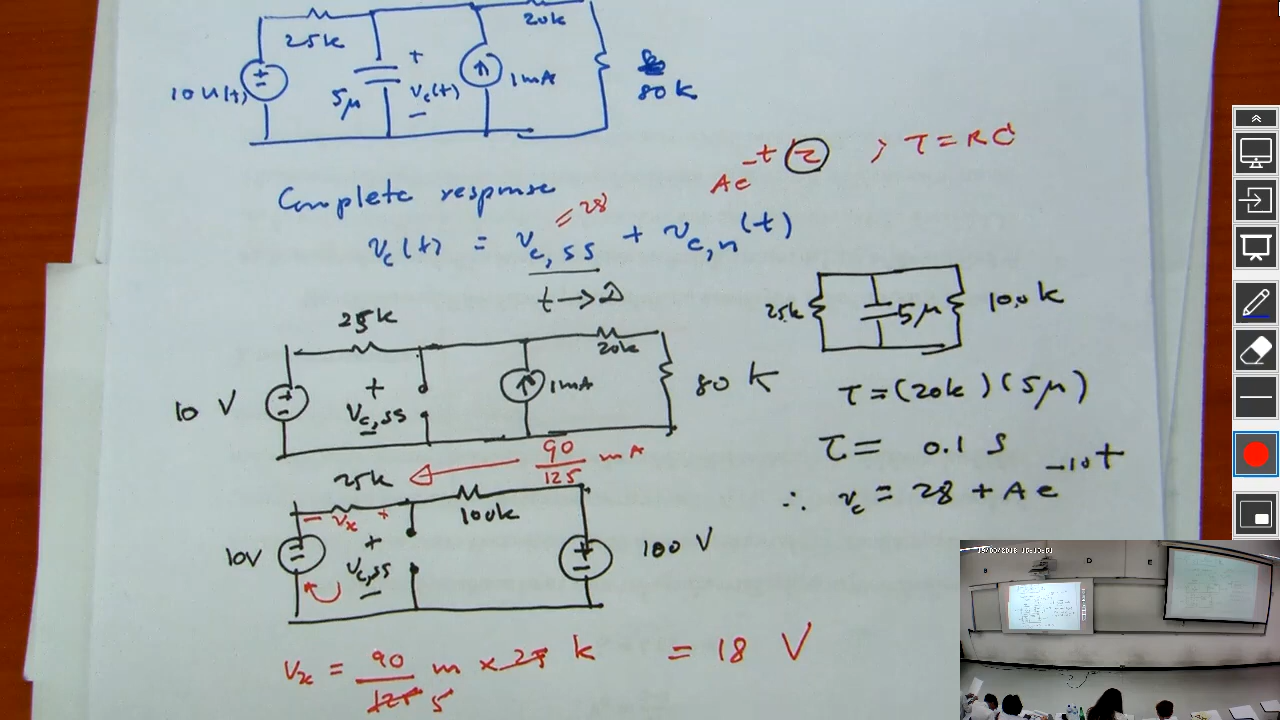 25k
20k
10u(t)
5μ
+
vc(t)
−
1mA
80k
Ae^-t/τ ; τ = RC
Complete response
= 28
vc(t) = vc,ss + vc,n(t)
t → ∞
25k
5μ
100k
25k
20k
10 V
+
Vc,ss
−
1mA
80 K
τ = (20k)(5μ)
τ = 0.1 s
∴ vc = 28 + A e^-10t
90/125 mA
25k
− vx +
100k
10V
+
Vc,ss
−
100 V
vx = 90/125 5 m × 25 k = 18 V